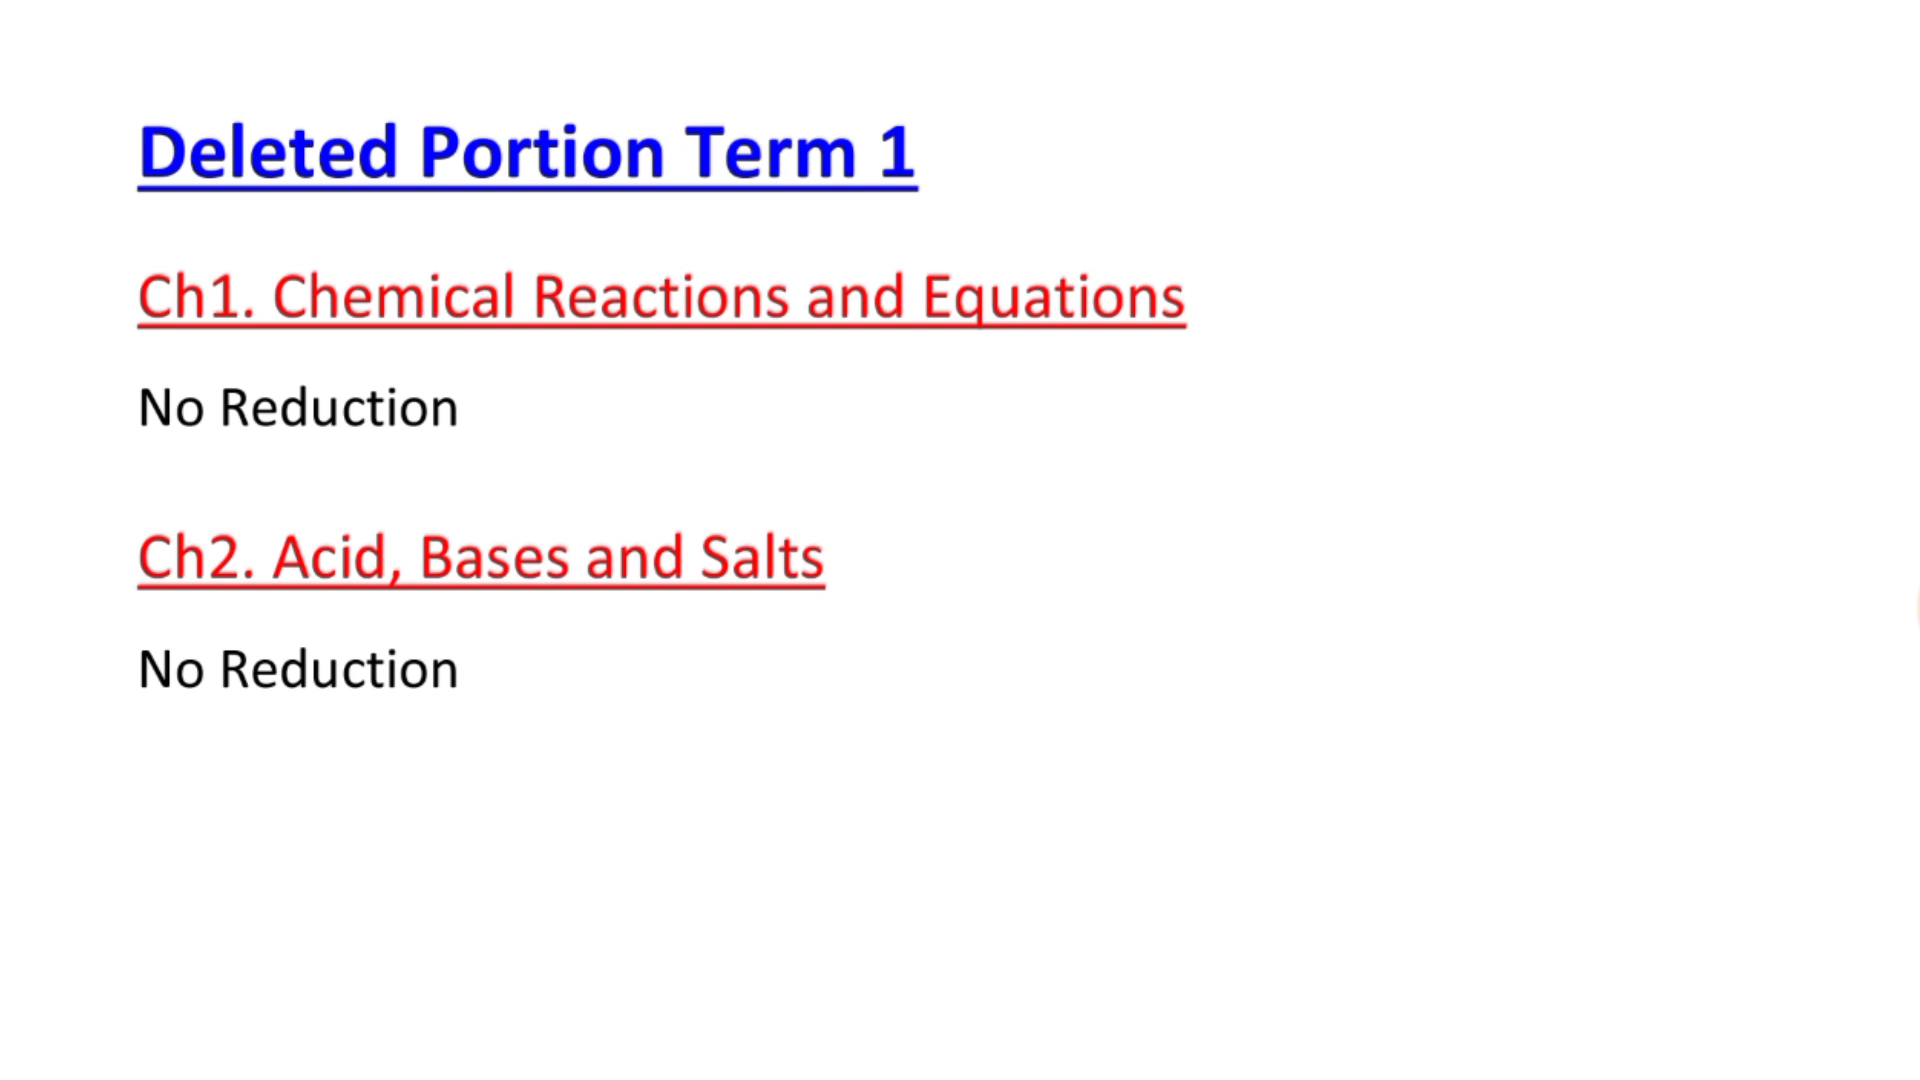 Deleted Portion Term 1
Ch1. Chemical Reactions and Equations
No Reduction
Ch2. Acid, Bases and Salts
No Reduction